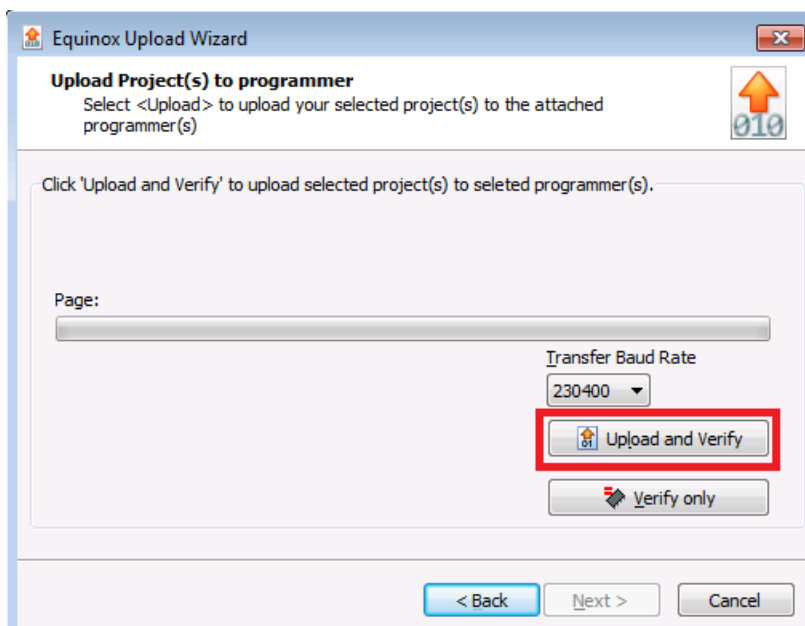 Equinox Upload Wizard
Upload Project(s) to programmer
Select <Upload> to upload your selected project(s) to the attached
programmer(s)
010
Click 'Upload and Verify' to upload selected project(s) to seleted programmer(s).
Page:
Transfer Baud Rate
230400
01
Upload and Verify
Verify only
< Back
Next >
Cancel